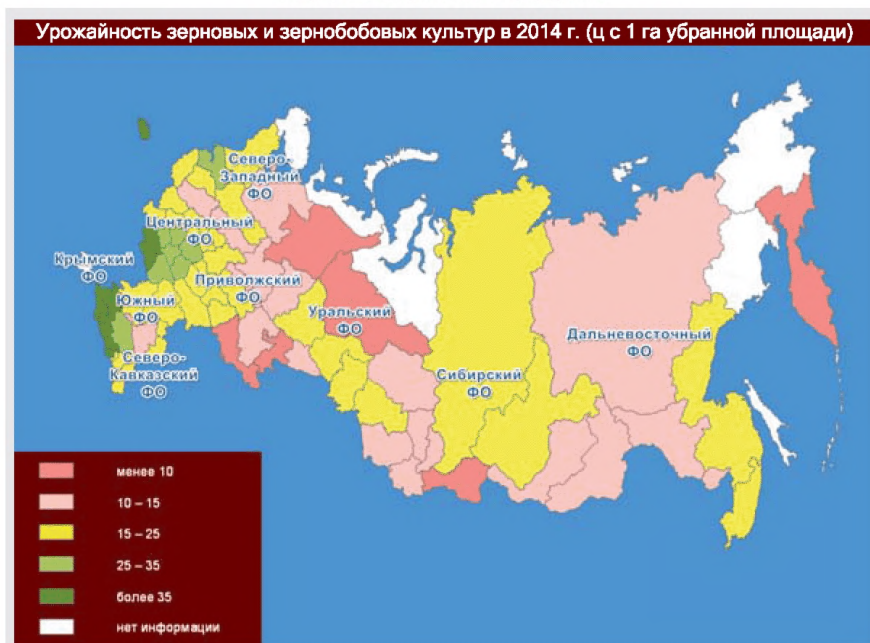 Урожайность зерновых и зернобобовых культур в 2014 г. (ц с 1 га убранной площади)
Северо-
Западный
ФО
Центральный
ФО
Крымский
ФО
Приволжский
ФО
Южный
ФО
Уральский
ФО
Дальневосточный
ФО
Северо-
Кавказский
ФО
Сибирский
ФО
менее 10
10 – 15
15 – 25
25 – 35
более 35
нет информации